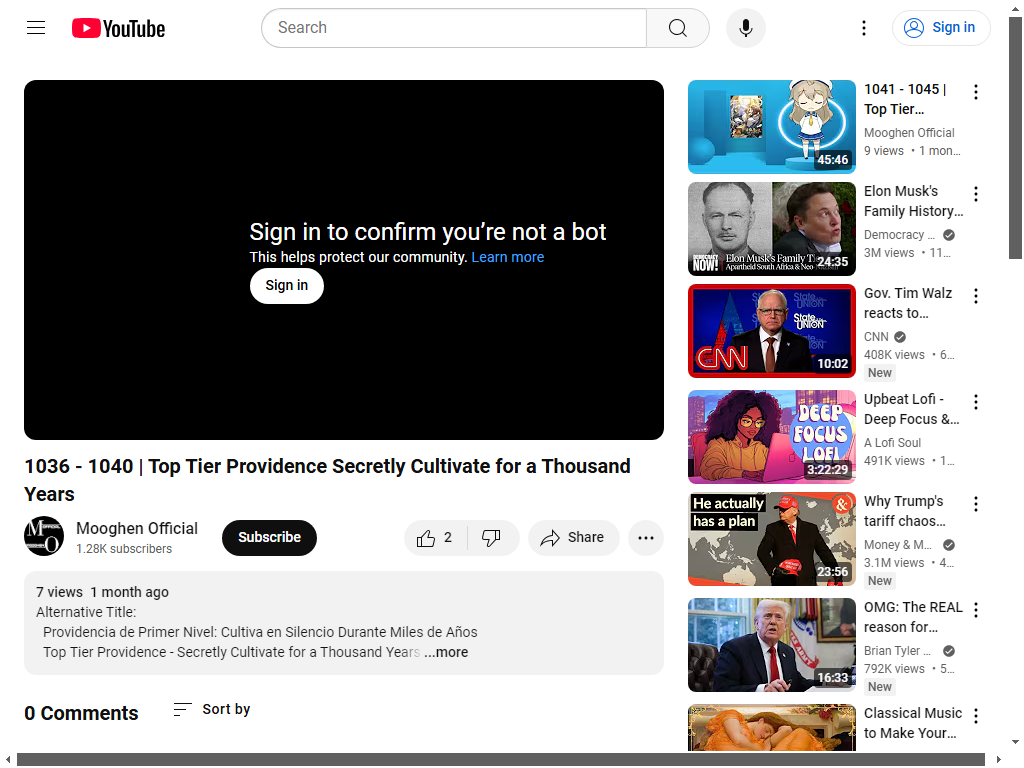 YouTube
Search
Sign in
Sign in to confirm you’re not a bot
This helps protect our community. Learn more
Sign in
1036 - 1040 | Top Tier Providence Secretly Cultivate for a Thousand
Years
Mooghen Official
1.28K subscribers
Subscribe
2
Share
7 views 1 month ago
Alternative Title:
Providencia de Primer Nivel: Cultiva en Silencio Durante Miles de Años
Top Tier Providence - Secretly Cultivate for a Thousand Years ...more
0 Comments
Sort by
45:46
1041 - 1045 |
Top Tier…
Mooghen Official
9 views • 1 mon…
DEMOCRACY NOW!
Elon Musk's Family T
Apartheid South Africa & Neo-
24:35
Elon Musk's
Family History…
Democracy …
3M views • 11…
State of the UNION
CNN
10:02
Gov. Tim Walz
reacts to…
CNN
408K views • 6…
New
DEEP
FOCUS
LOFI
3:22:29
Upbeat Lofi -
Deep Focus &…
A Lofi Soul
491K views • 1…
He actually
has a plan
&
23:56
Why Trump's
tariff chaos…
Money & M…
3.1M views • 4…
New
16:33
OMG: The REAL
reason for…
Brian Tyler …
792K views • 5…
New
Classical Music
to Make Your…